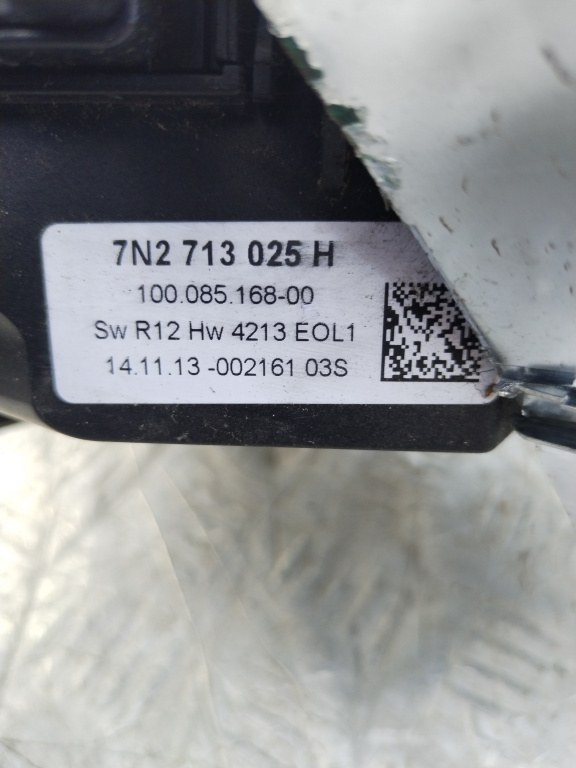 7N2 713 025 H
100.085.168-00
Sw R12 Hw 4213 EOL1
14.11.13 -002161 03S